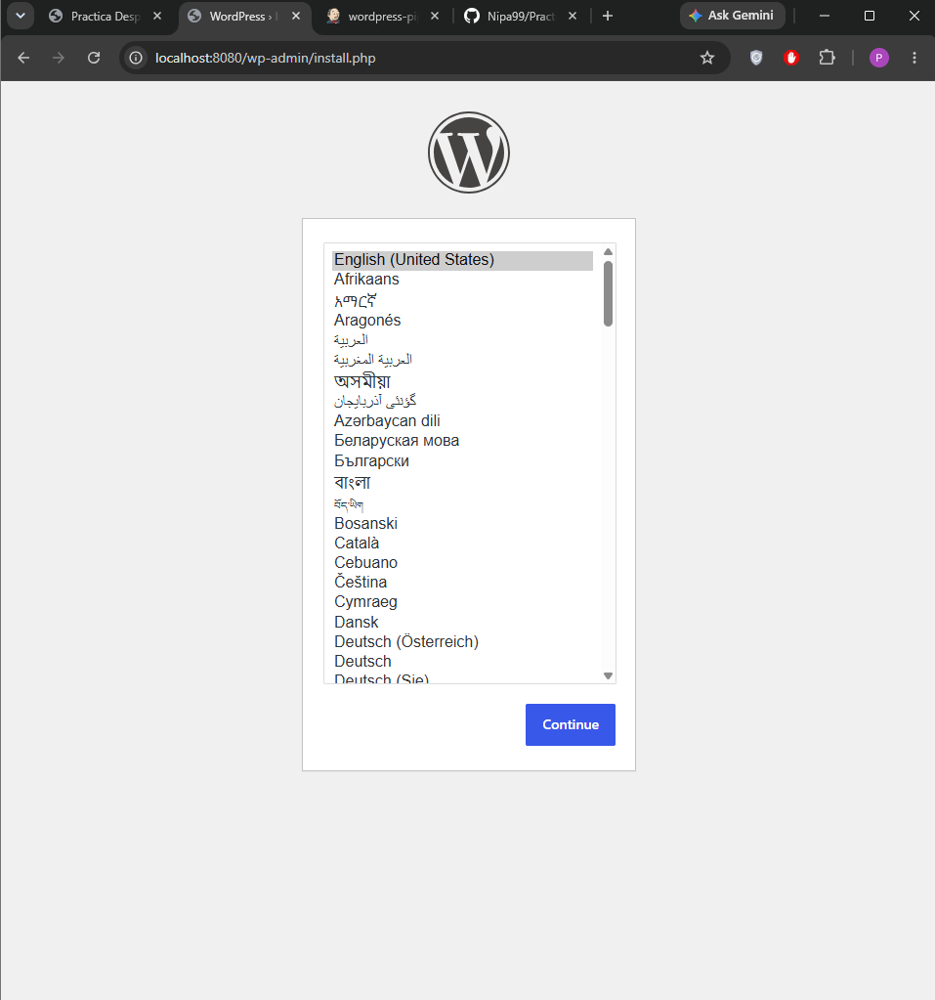 Practica Desp
WordPress › I
wordpress-pi
Nipa99/Pract
Ask Gemini
localhost:8080/wp-admin/install.php
P
English (United States)
Afrikaans
አማርኛ
Aragonés
العربية
العربية المغربية
অসমীয়া
گؤنئی آذربایجان
Azərbaycan dili
Беларуская мова
Български
বাংলা
བོད་ཡིག
Bosanski
Català
Cebuano
Čeština
Cymraeg
Dansk
Deutsch (Österreich)
Deutsch
Deutsch (Sie)
Continue